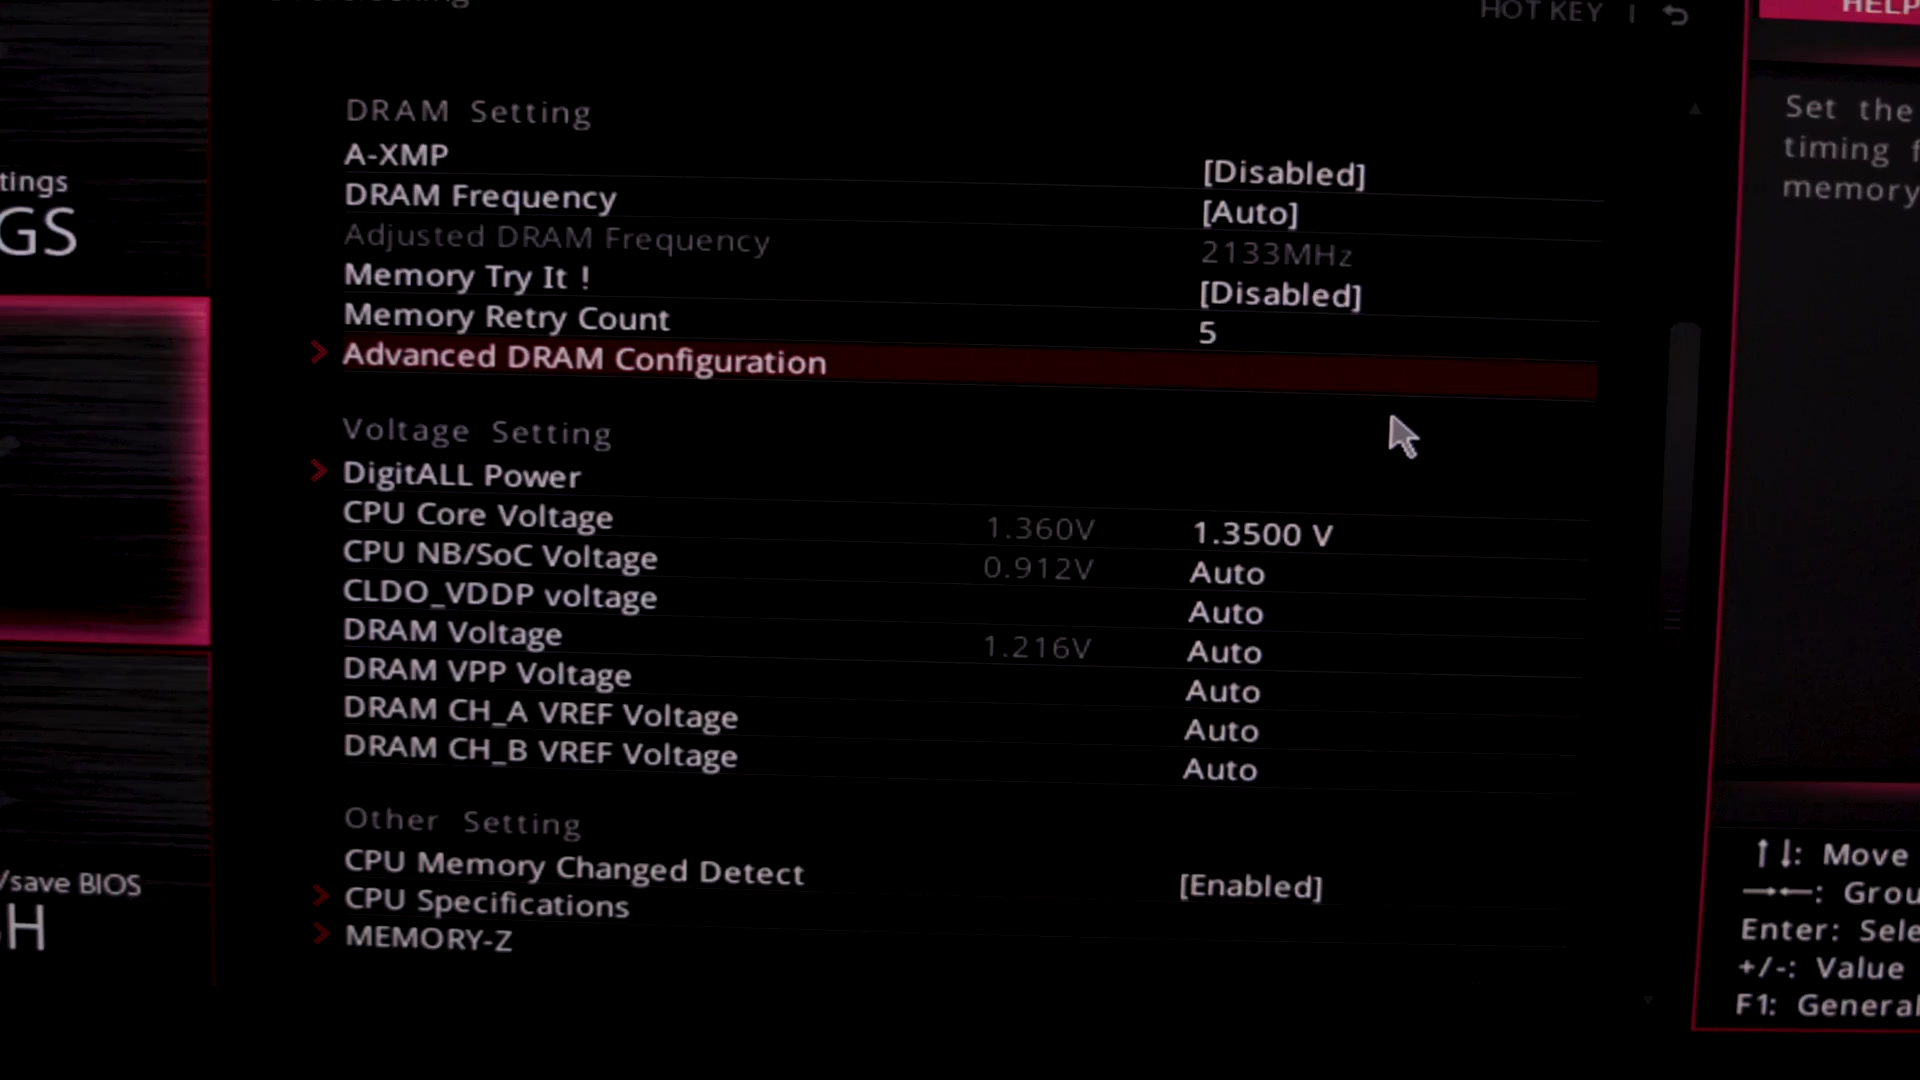 HOT KEY |
HELP
DRAM Setting
A-XMP [Disabled]
DRAM Frequency [Auto]
Adjusted DRAM Frequency 2133MHz
Memory Try It ! [Disabled]
Memory Retry Count 5
Advanced DRAM Configuration
Voltage Setting
DigitALL Power
CPU Core Voltage 1.360V 1.3500 V
CPU NB/SoC Voltage 0.912V Auto
CLDO_VDDP voltage Auto
DRAM Voltage 1.216V Auto
DRAM VPP Voltage Auto
DRAM CH_A VREF Voltage Auto
DRAM CH_B VREF Voltage Auto
Other Setting
CPU Memory Changed Detect [Enabled]
CPU Specifications
MEMORY-Z
tings
GS
/save BIOS
H
Set the
timing f
memory
↑↓: Move
→←: Grou
Enter: Sele
+/-: Value
F1: General